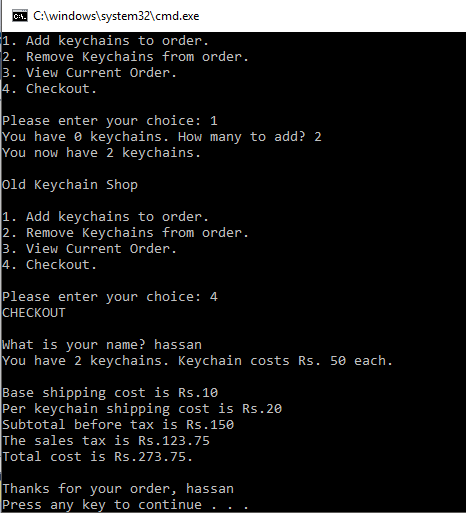 C:\windows\system32\cmd.exe
1. Add keychains to order.
2. Remove Keychains from order.
3. View Current Order.
4. Checkout.
Please enter your choice: 1
You have 0 keychains. How many to add? 2
You now have 2 keychains.
Old Keychain Shop
1. Add keychains to order.
2. Remove Keychains from order.
3. View Current Order.
4. Checkout.
Please enter your choice: 4
CHECKOUT
What is your name? hassan
You have 2 keychains. Keychain costs Rs. 50 each.
Base shipping cost is Rs.10
Per keychain shipping cost is Rs.20
Subtotal before tax is Rs.150
The sales tax is Rs.123.75
Total cost is Rs.273.75.
Thanks for your order, hassan
Press any key to continue . . .